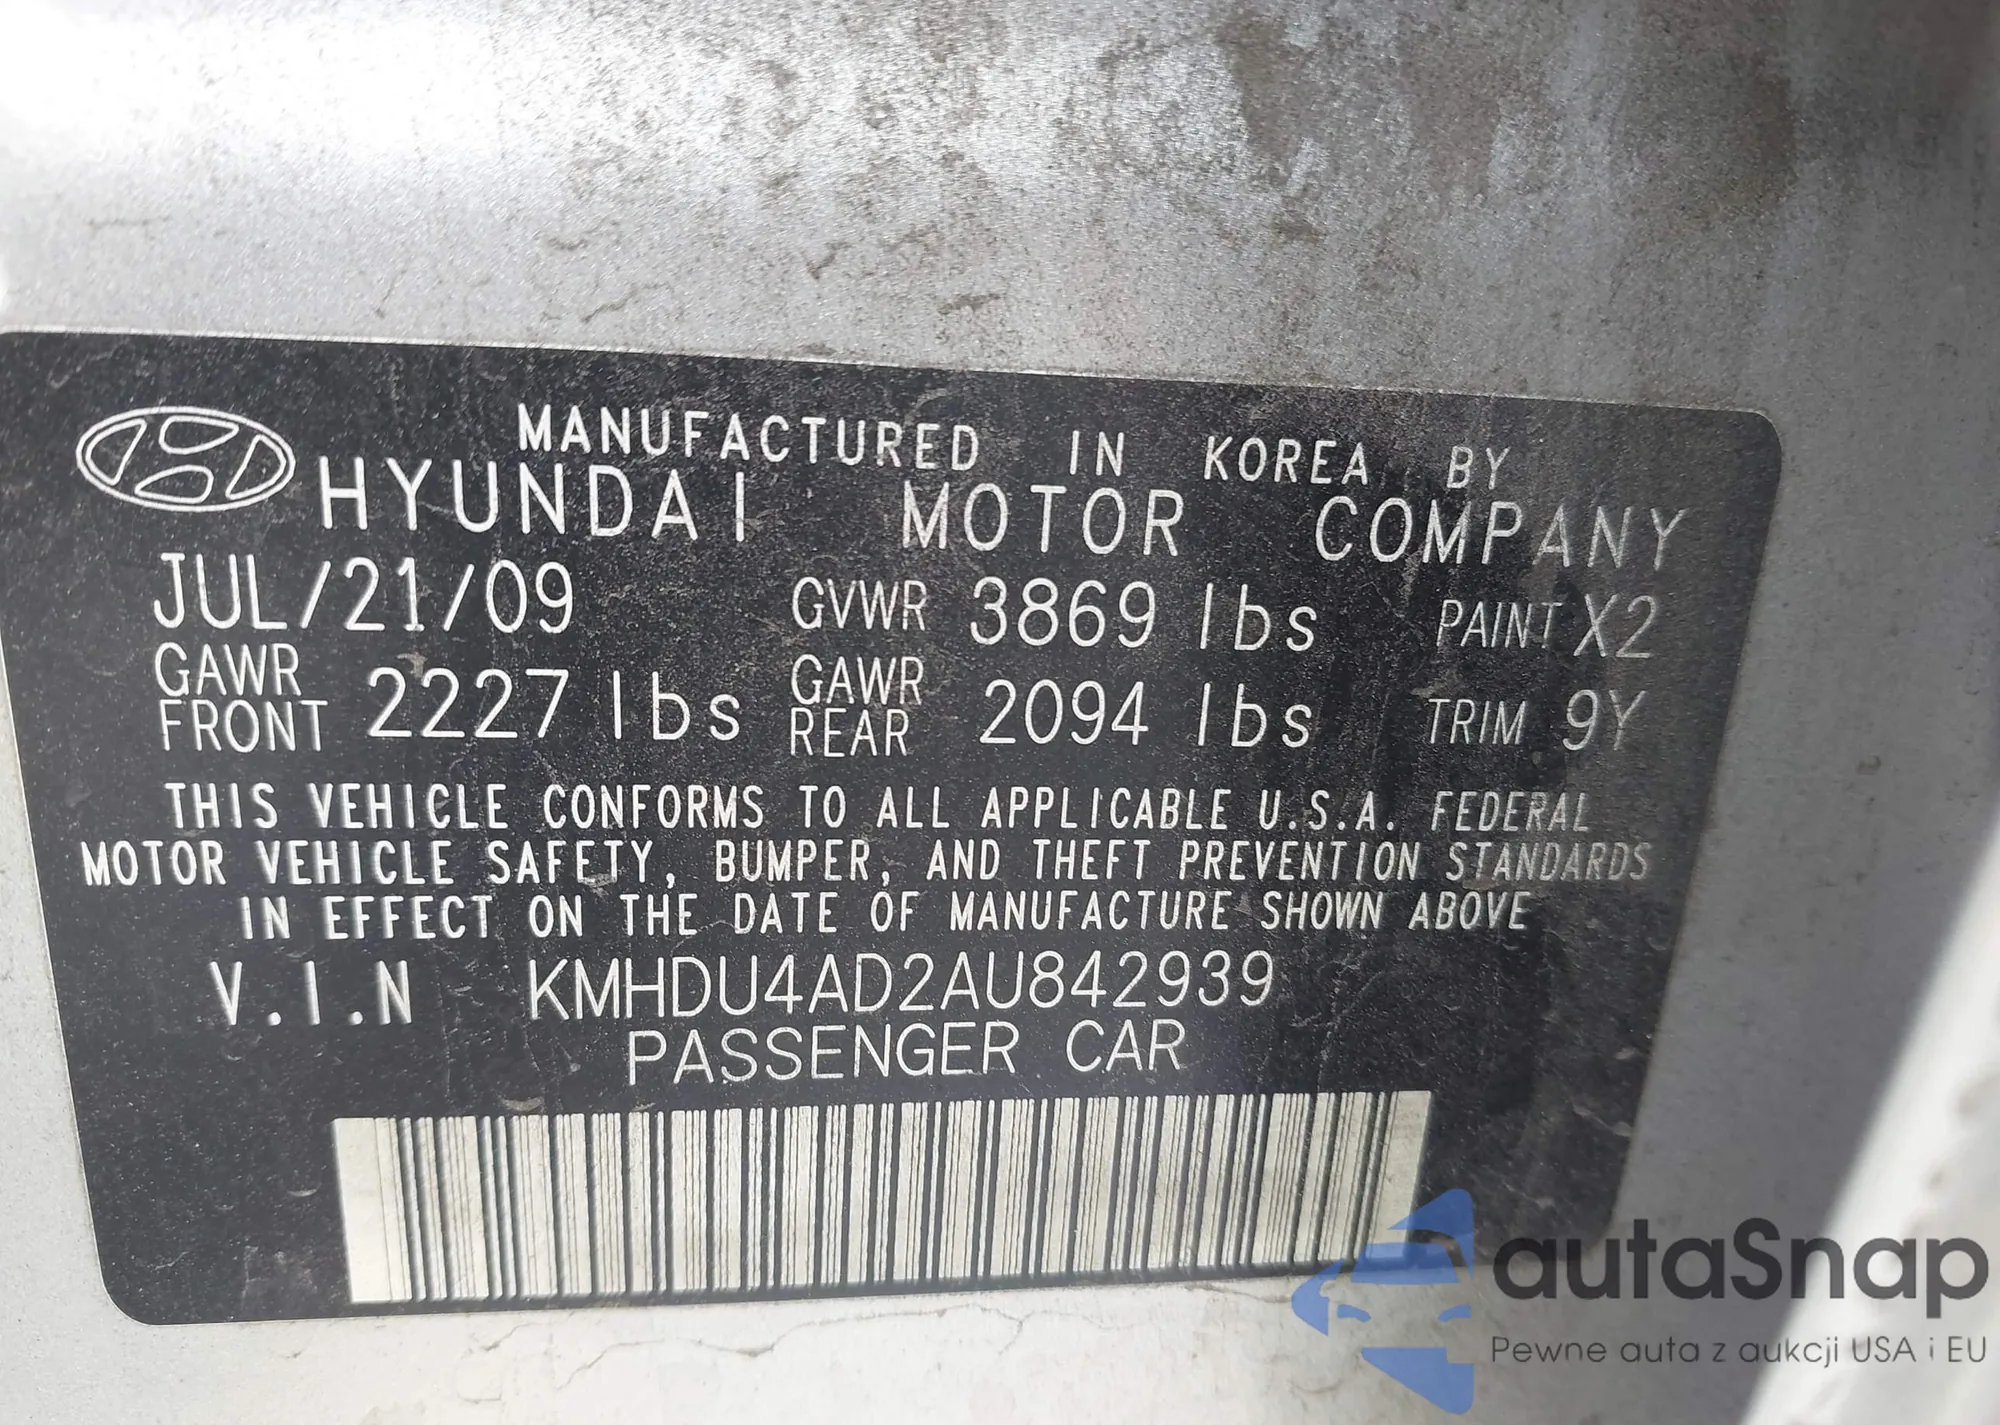 MANUFACTURED IN KOREA BY
HYUNDAI MOTOR COMPANY
JUL/21/09 GVWR 3869 lbs PAINT X2
GAWR FRONT 2227 lbs GAWR REAR 2094 lbs TRIM 9Y
THIS VEHICLE CONFORMS TO ALL APPLICABLE U.S.A. FEDERAL
MOTOR VEHICLE SAFETY, BUMPER, AND THEFT PREVENTION STANDARDS
IN EFFECT ON THE DATE OF MANUFACTURE SHOWN ABOVE
V.I.N KMHDU4AD2AU842939
PASSENGER CAR
autaSnap
Pewne auta z aukcji USA i EU